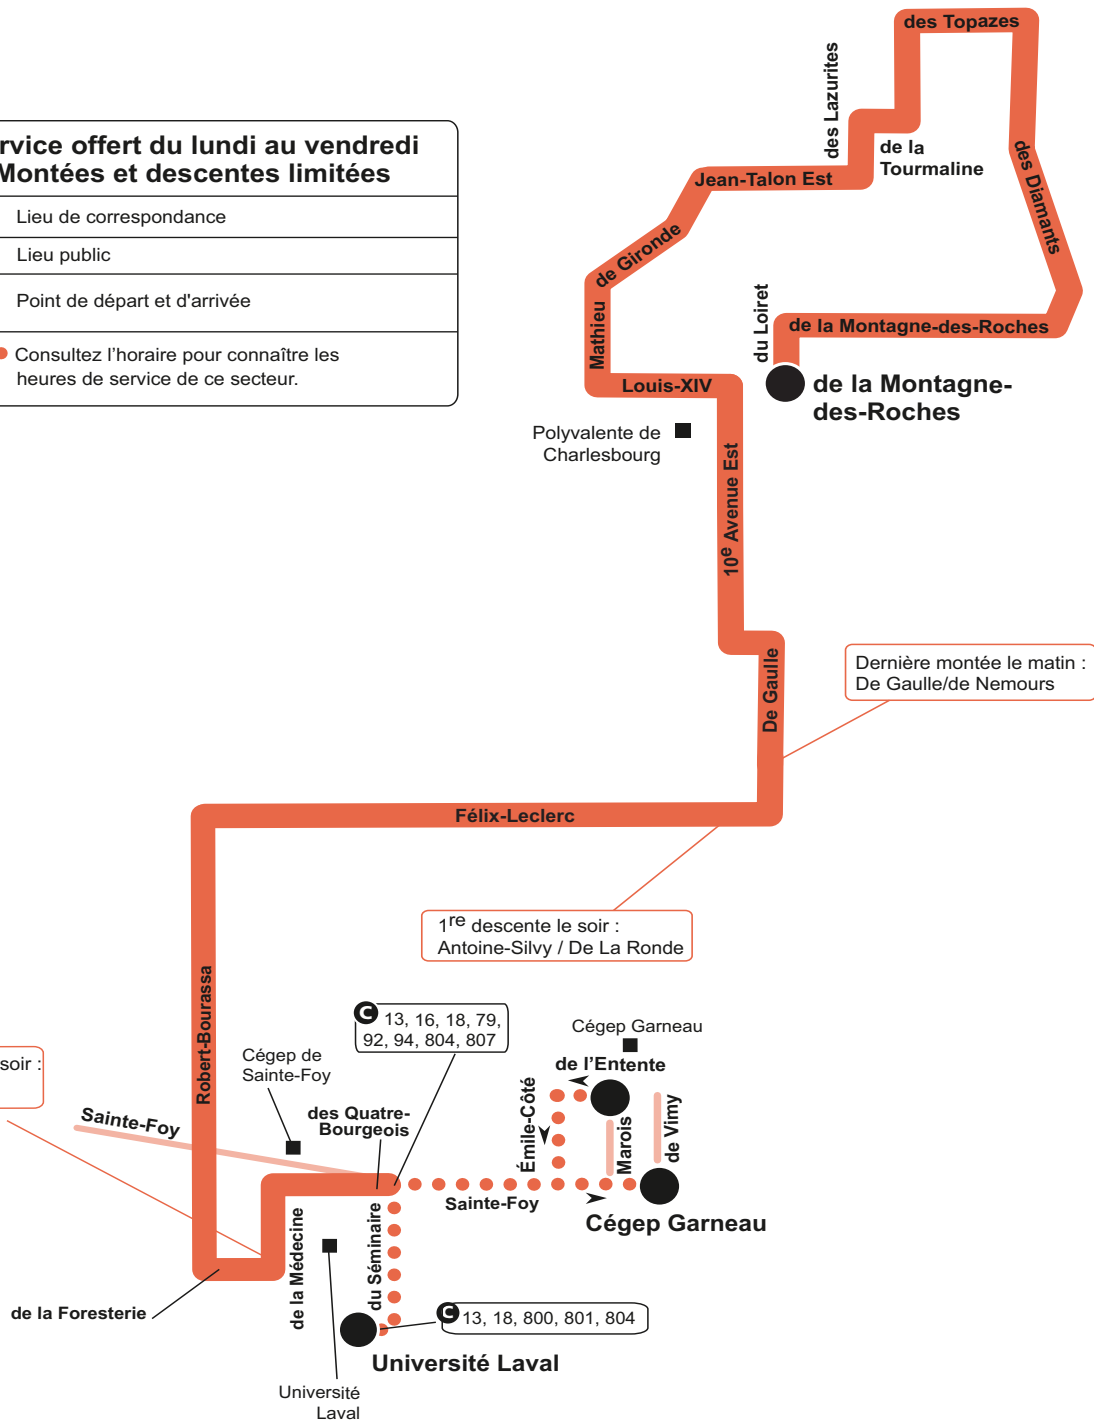 des Topazes
des Lazurites
de la
Tourmaline
des Diamants
Jean-Talon Est
de Gironde
Mathieu
du Loiret
de la Montagne-des-Roches
Louis-XIV
de la Montagne-
des-Roches
rvice offert du lundi au vendredi
Montées et descentes limitées
Lieu de correspondance
Lieu public
Point de départ et d'arrivée
Consultez l'horaire pour connaître les
heures de service de ce secteur.
Polyvalente de
Charlesbourg
10e Avenue Est
De Gaulle
Dernière montée le matin :
De Gaulle/de Nemours
Félix-Leclerc
1re descente le soir :
Antoine-Silvy / De La Ronde
Robert-Bourassa
C 13, 16, 18, 79,
92, 94, 804, 807
Cégep Garneau
de l'Entente
Cégep de
Sainte-Foy
soir :
Sainte-Foy
des Quatre-
Bourgeois
Émile-Côté
Marois
de Vimy
Sainte-Foy
Cégep Garneau
de la Médecine
du Séminaire
de la Foresterie
C 13, 18, 800, 801, 804
Université Laval
Université
Laval